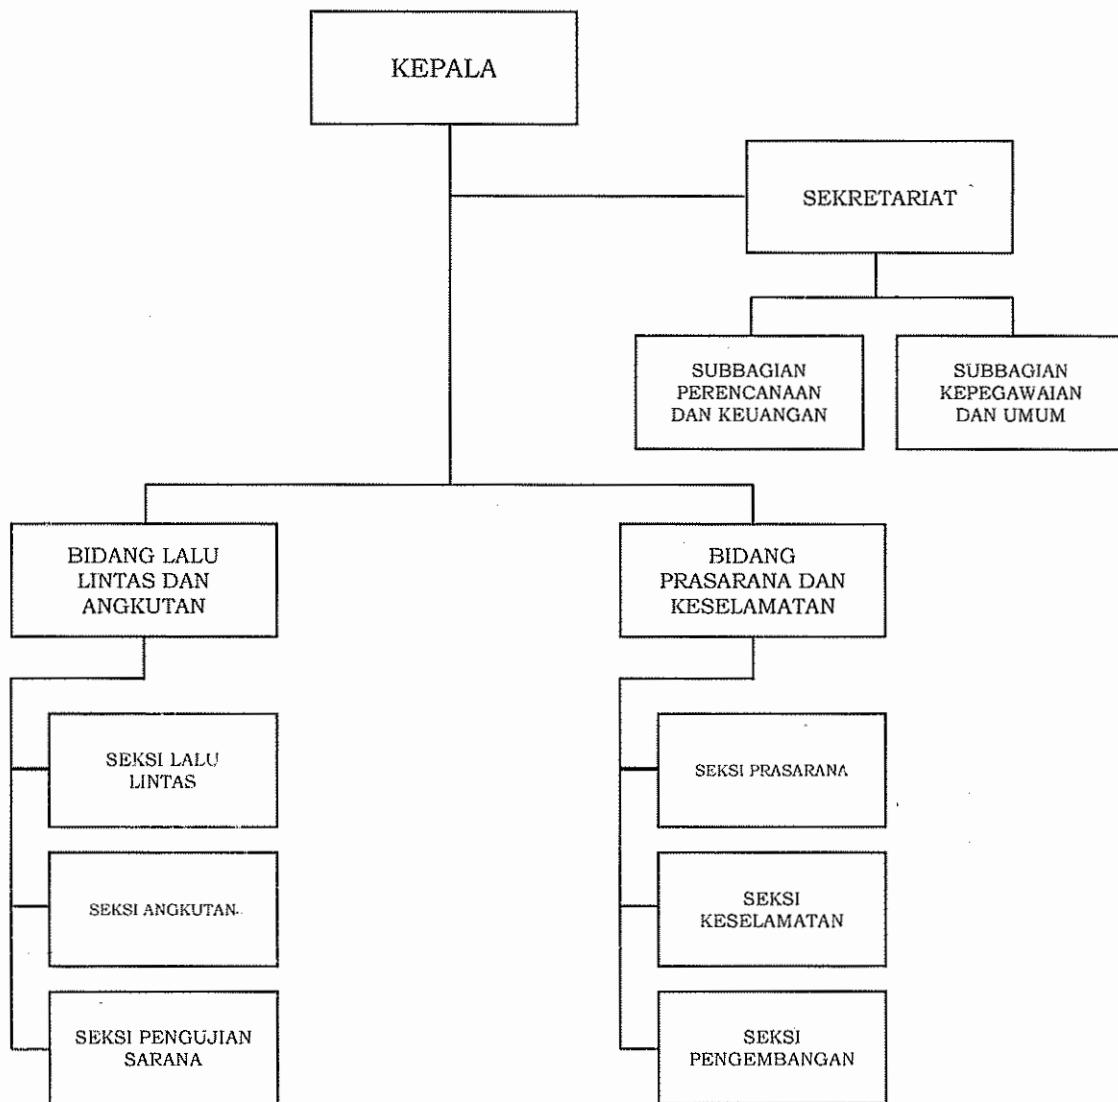 KEPALA
SEKRETARIAT
SUBBAGIAN
PERENCANAAN
DAN KEUANGAN
SUBBAGIAN
KEPEGAWAIAN
DAN UMUM
BIDANG LALU
LINTAS DAN
ANGKUTAN
BIDANG
PRASARANA DAN
KESELAMATAN
SEKSI LALU
LINTAS
SEKSI ANGKUTAN
SEKSI PENGUJIAN
SARANA
SEKSI PRASARANA
SEKSI
KESELAMATAN
SEKSI
PENGEMBANGAN